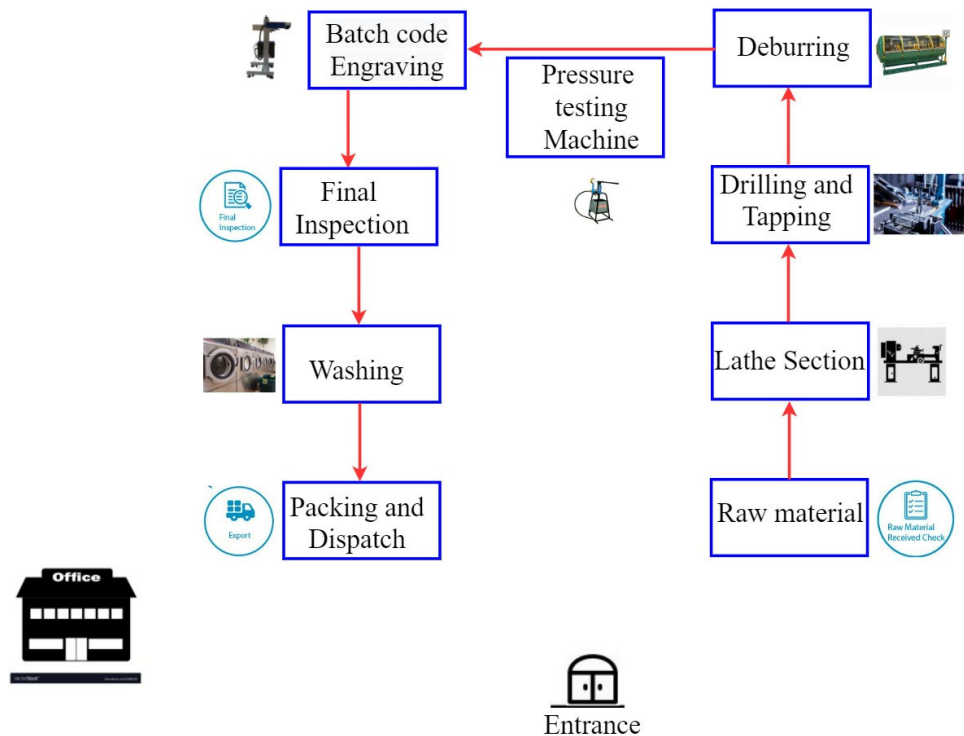 Batch code
Engraving
Deburring
Pressure
testing
Machine
Final
Inspection
Final
Inspection
Drilling and
Tapping
Washing
Lathe Section
Export
Packing and
Dispatch
Raw material
Raw Material
Received Check
Office
VectorStock
Entrance